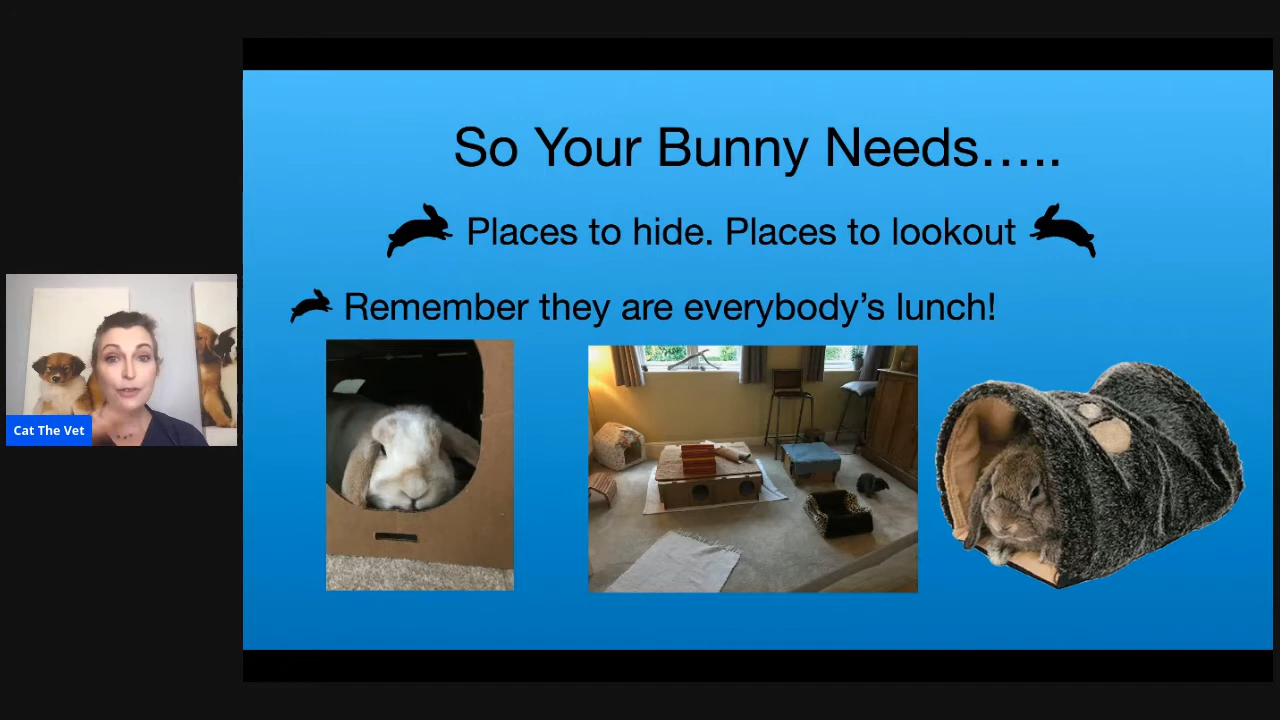 So Your Bunny Needs.....
Places to hide. Places to lookout
Remember they are everybody’s lunch!
Cat The Vet